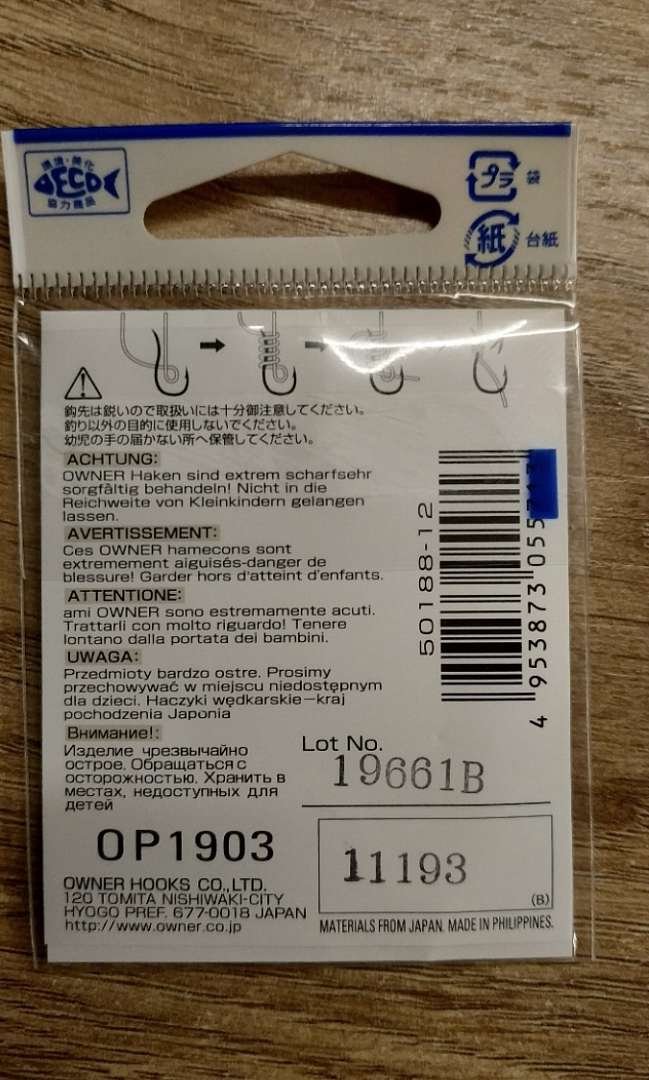 環境・美化
DECO
協力商品
プラ 袋
紙 台紙
鈎先は鋭いので取扱いには十分御注意してください。
釣り以外の目的に使用しないでください。
幼児の手の届かない所へ保管してください。
ACHTUNG:
OWNER Haken sind extrem scharfsehr
sorgfältig behandeln! Nicht in die
Reichweite von Kleinkindern gelangen
lassen.
AVERTISSEMENT:
Ces OWNER hamecons sont
extremement aiguisés-danger de
blessure! Garder hors d'atteint d'enfants.
ATTENTIONE:
ami OWNER sono estremamente acuti.
Trattarli con molto riguardo! Tenere
lontano dalla portata dei bambini.
UWAGA:
Przedmioty bardzo ostre. Prosimy
przechowywać w miejscu niedostępnym
dla dzieci. Haczyki wędkarskie–kraj
pochodzenia Japonia
Внимание!:
Изделие чрезвычайно
острое. Обращаться с
осторожностью. Хранить в
местах, недоступных для
детей
50188-12
4 953873 055
Lot No.
19661B
OP1903
11193
(B)
OWNER HOOKS CO.,LTD.
120 TOMITA NISHIWAKI-CITY
HYOGO PREF. 677-0018 JAPAN
http://www.owner.co.jp
MATERIALS FROM JAPAN. MADE IN PHILIPPINES.